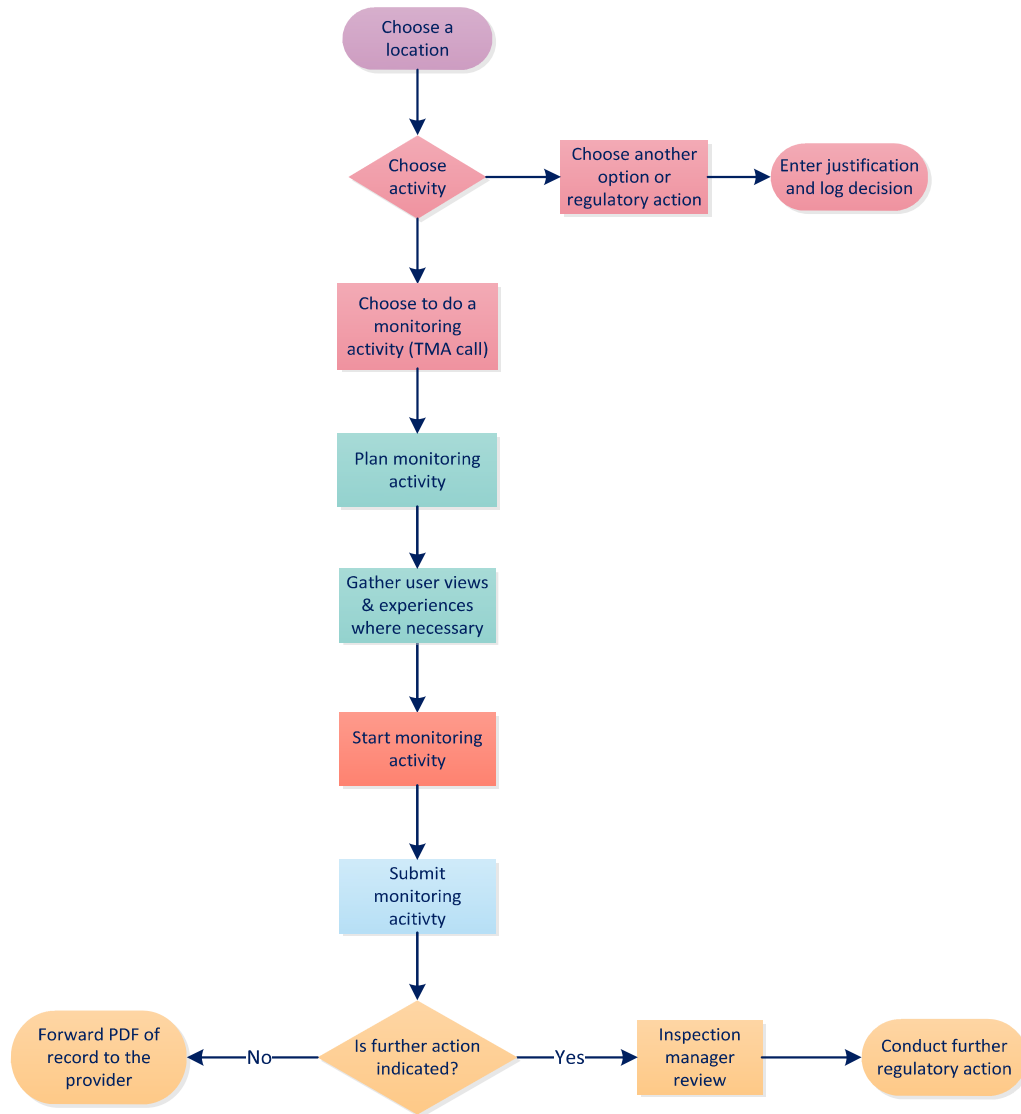 Choose a
location
Choose
activity
Choose another
option or
regulatory action
Enter justification
and log decision
Choose to do a
monitoring
activity (TMA call)
Plan monitoring
activity
Gather user views
& experiences
where necessary
Start monitoring
activity
Submit
monitoring
acitivty
Is further action
indicated?
No
Forward PDF of
record to the
provider
Yes
Inspection
manager
review
Conduct further
regulatory action